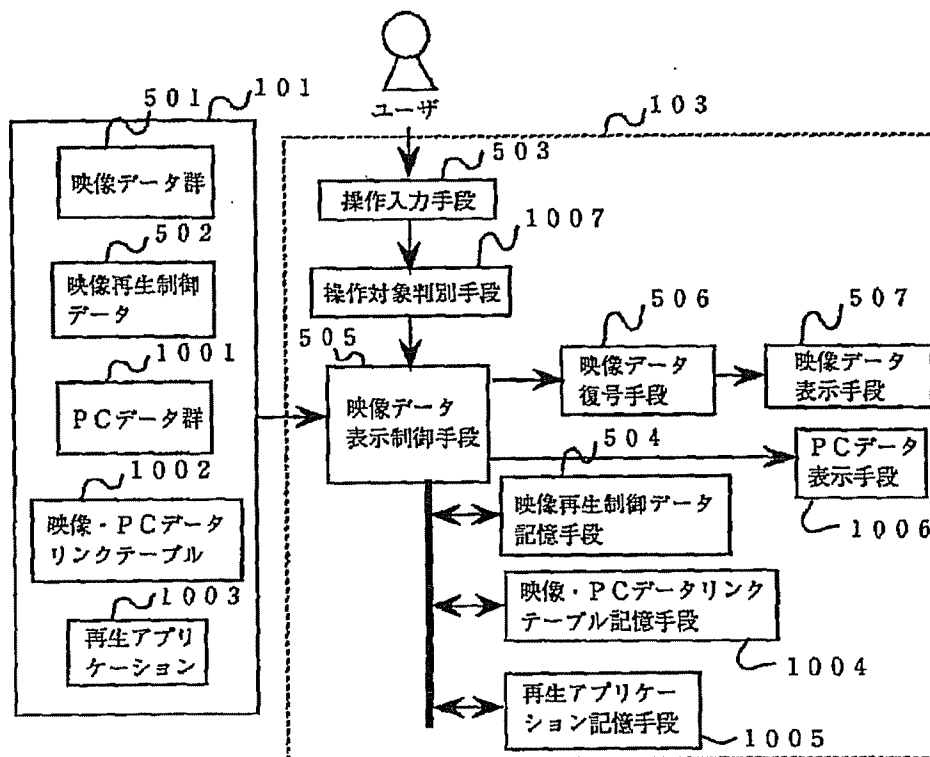 ユーザ
101
501
映像データ群
502
映像再生制御
データ
1001
PCデータ群
1002
映像・PCデータ
リンクテーブル
1003
再生アプリ
ケーション
103
503
操作入力手段
1007
操作対象判別手段
505
映像データ
表示制御手段
506
映像データ
復号手段
507
映像データ
表示手段
PCデータ
表示手段
1006
504
映像再生制御データ
記憶手段
映像・PCデータリンク
テーブル記憶手段
1004
再生アプリケー
ション記憶手段
1005